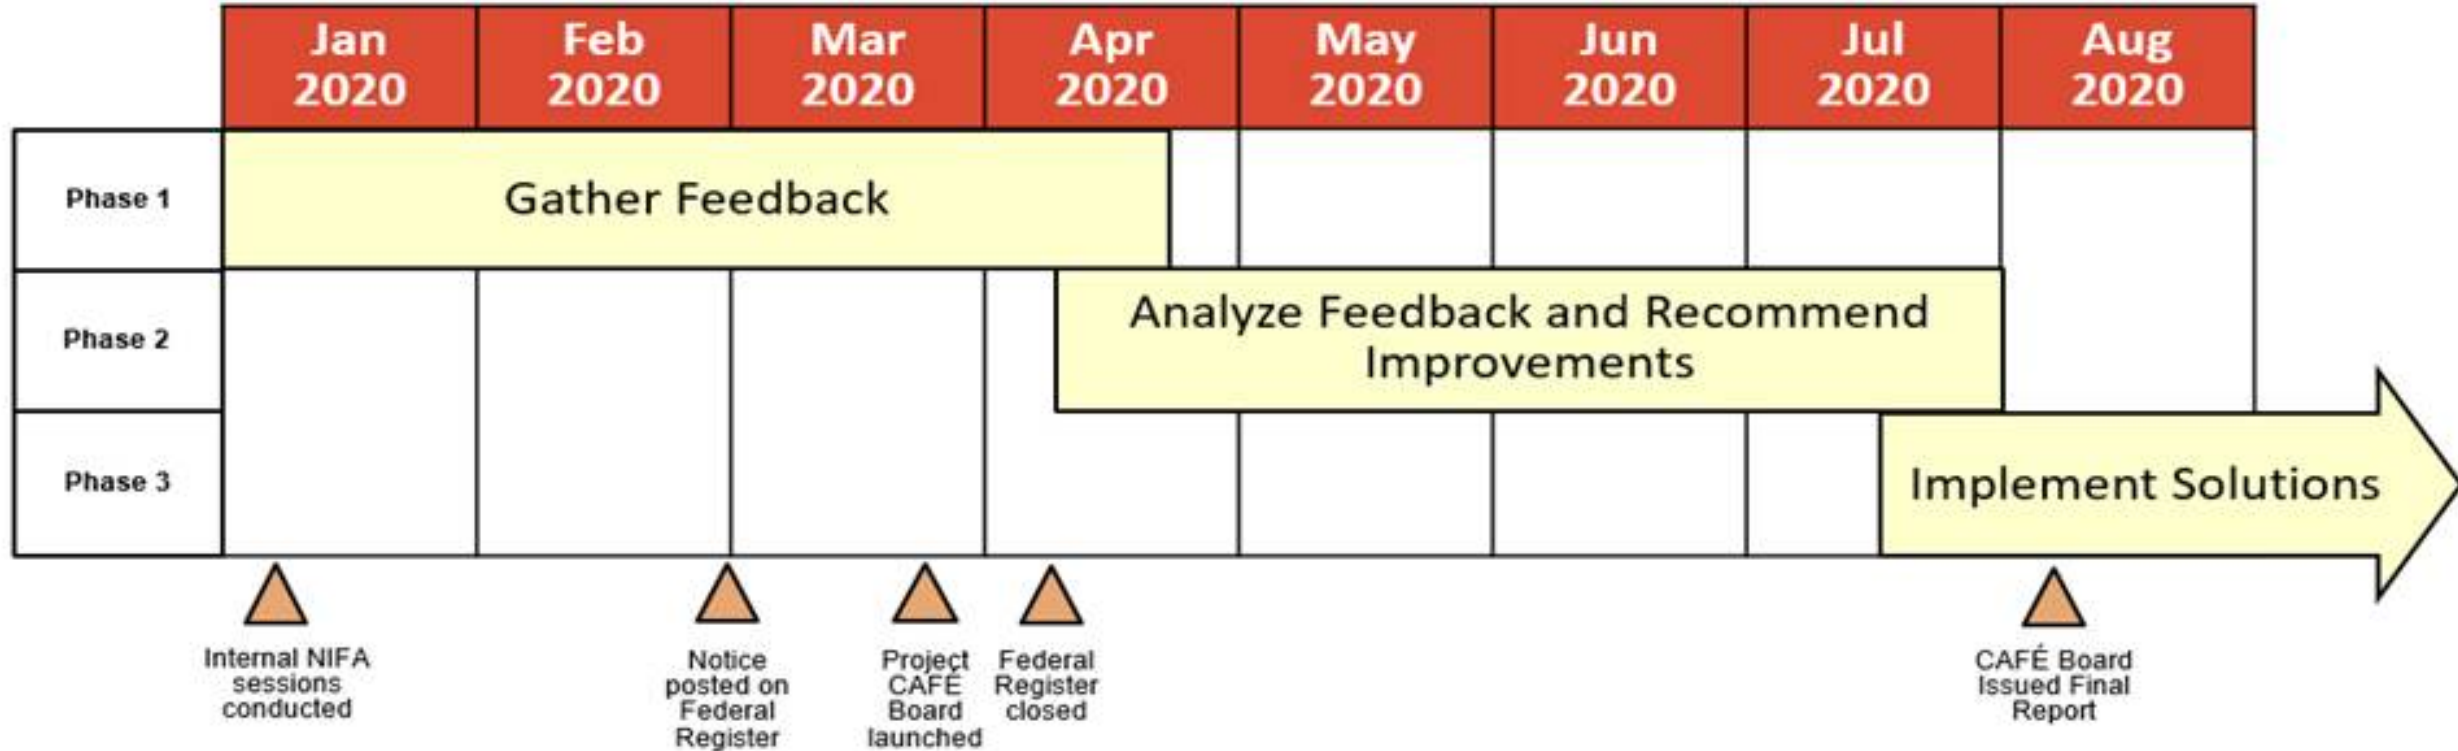 Jan 2020
Feb 2020
Mar 2020
Apr 2020
May 2020
Jun 2020
Jul 2020
Aug 2020
Phase 1
Gather Feedback
Phase 2
Analyze Feedback and Recommend
Improvements
Phase 3
Implement Solutions
Internal NIFA
sessions
conducted
Notice
posted on
Federal
Register
Project
CAFÉ
Board
launched
Federal
Register
closed
CAFÉ Board
Issued Final
Report